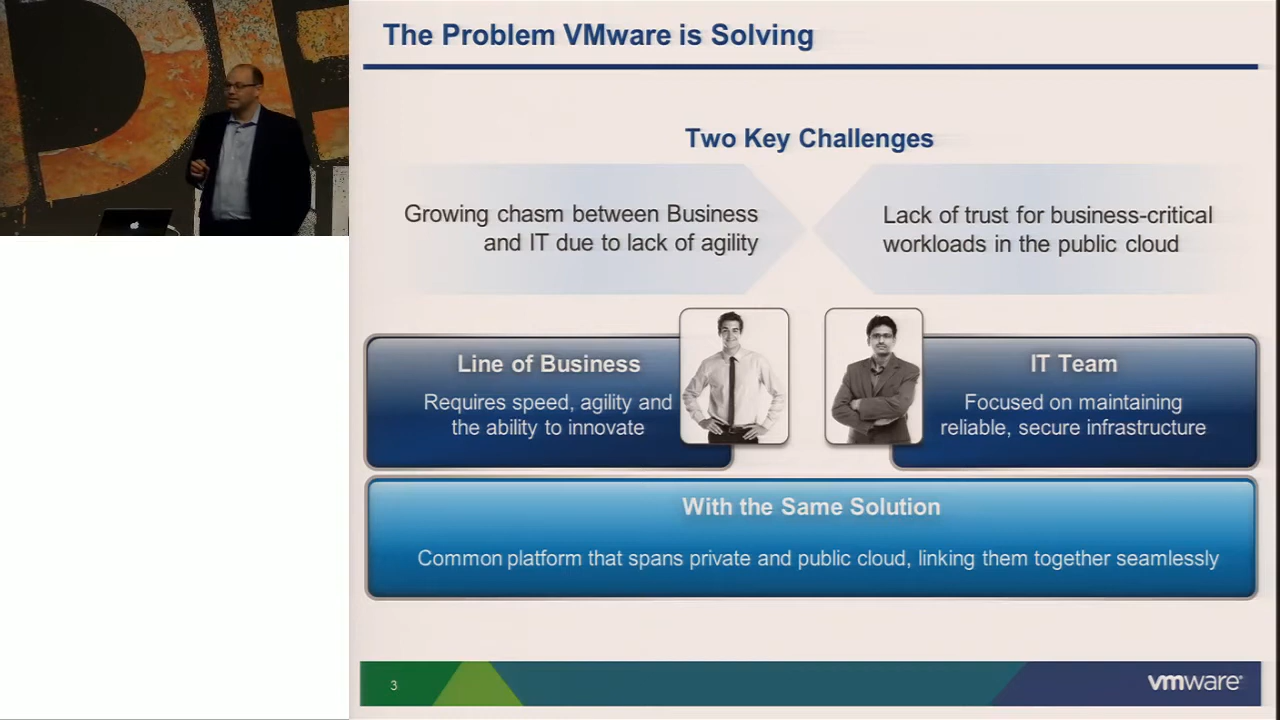 The Problem VMware is Solving
Two Key Challenges
Growing chasm between Business
and IT due to lack of agility
Lack of trust for business-critical
workloads in the public cloud
Line of Business
Requires speed, agility and
the ability to innovate
IT Team
Focused on maintaining
reliable, secure infrastructure
With the Same Solution
Common platform that spans private and public cloud, linking them together seamlessly
3
vmware